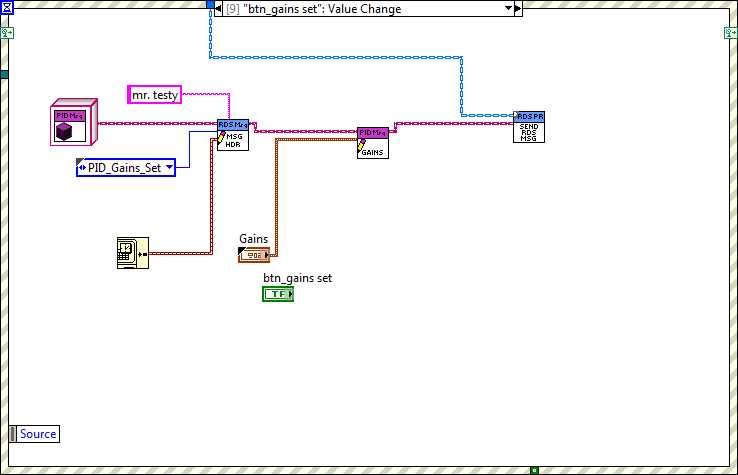 [9] "btn_gains set": Value Change
mr. testy
PID Msg
RDS Msg
MSG
HDR
PID Msg
GAINS
RDS PR
SEND
RDS
MSG
PID_Gains_Set
Gains
btn_gains set
TF
Source